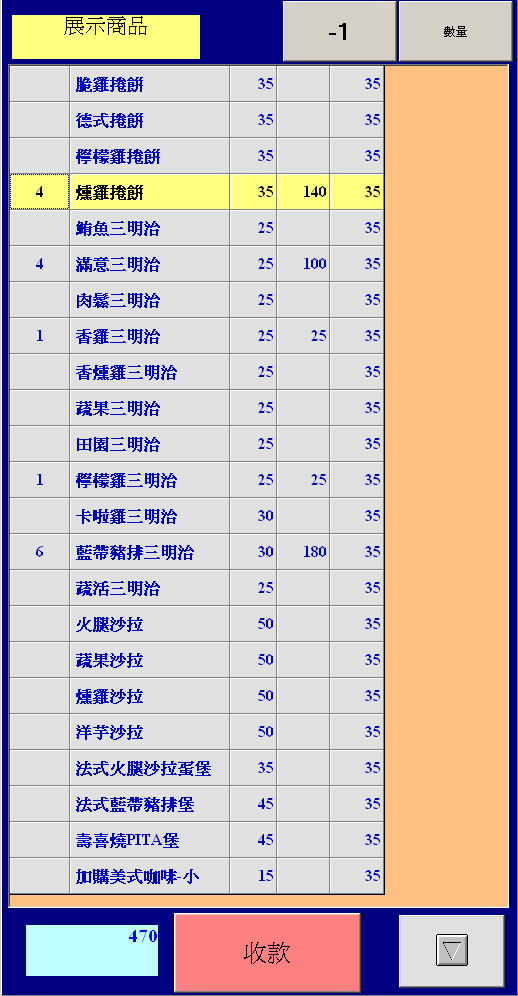 展示商品 -1 數量
脆雞捲餅 35 35
德式捲餅 35 35
檸檬雞捲餅 35 35
4 燻雞捲餅 35 140 35
鮪魚三明治 25 35
4 滿意三明治 25 100 35
肉鬆三明治 25 35
1 香雞三明治 25 25 35
香燻雞三明治 25 35
蔬果三明治 25 35
田園三明治 25 35
1 檸檬雞三明治 25 25 35
卡啦雞三明治 30 35
6 藍帶豬排三明治 30 180 35
蔬活三明治 25 35
火腿沙拉 50 35
蔬果沙拉 50 35
燻雞沙拉 50 35
洋芋沙拉 50 35
法式火腿沙拉蛋堡 35 35
法式藍帶豬排堡 45 35
壽喜燒PITA堡 45 35
加購美式咖啡-小 15 35
470 收款